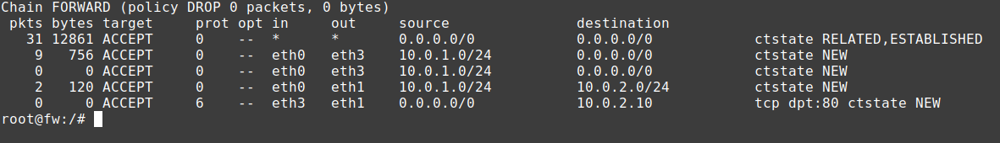 Chain FORWARD (policy DROP 0 packets, 0 bytes)
 pkts bytes target     prot opt in     out     source               destination
   31 12861 ACCEPT     0    --  *      *       0.0.0.0/0            0.0.0.0/0            ctstate RELATED,ESTABLISHED
    9   756 ACCEPT     0    --  eth0   eth3    10.0.1.0/24          0.0.0.0/0            ctstate NEW
    0     0 ACCEPT     0    --  eth0   eth3    10.0.1.0/24          0.0.0.0/0            ctstate NEW
    2   120 ACCEPT     0    --  eth0   eth1    10.0.1.0/24          10.0.2.0/24          ctstate NEW
    0     0 ACCEPT     6    --  eth3   eth1    0.0.0.0/0            10.0.2.10            tcp dpt:80 ctstate NEW
root@fw:/#